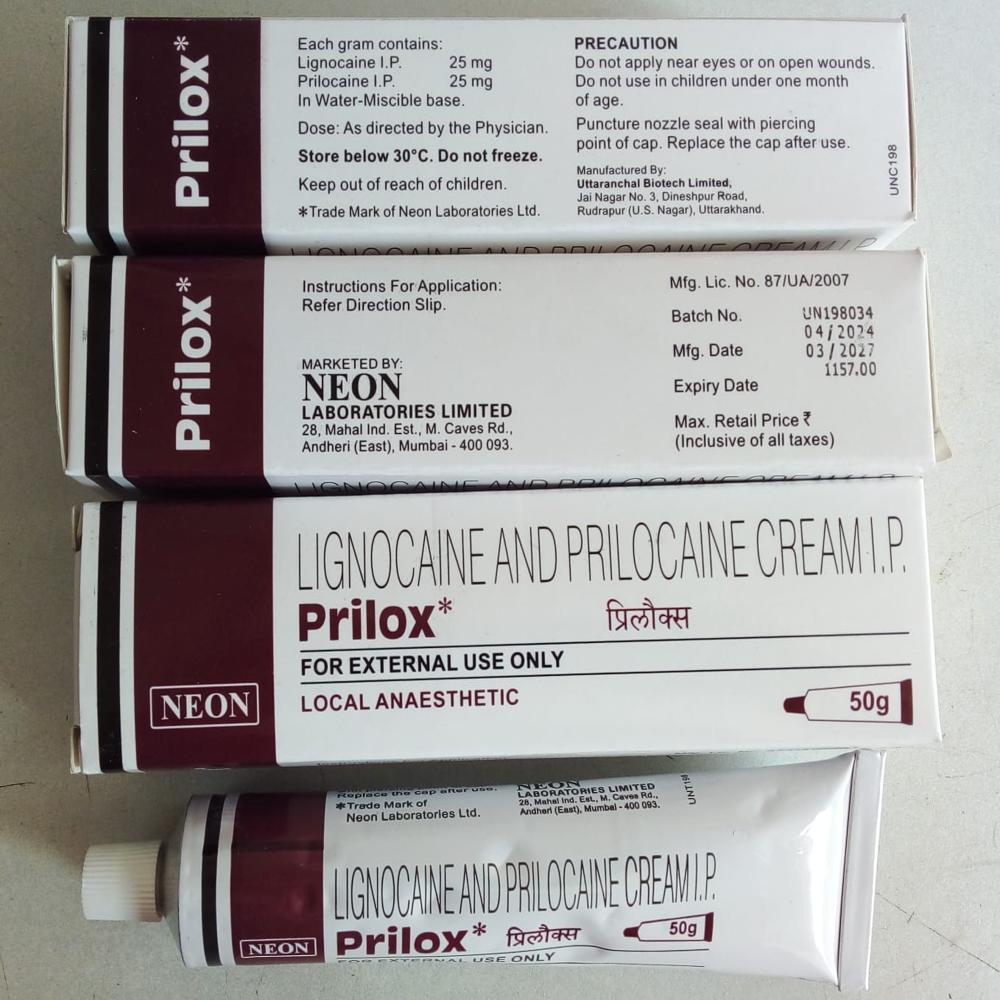 Prilox*
Each gram contains:
Lignocaine I.P. 25 mg
Prilocaine I.P. 25 mg
In Water-Miscible base.
Dose: As directed by the Physician.
Store below 30°C. Do not freeze.
Keep out of reach of children.
*Trade Mark of Neon Laboratories Ltd.
PRECAUTION
Do not apply near eyes or on open wounds.
Do not use in children under one month
of age.
Puncture nozzle seal with piercing
point of cap. Replace the cap after use.
Manufactured By:
Uttaranchal Biotech Limited,
Jai Nagar No. 3, Dineshpur Road,
Rudrapur (U.S. Nagar), Uttarakhand.
UNC198
LIGNOCAINE AND PRILOCAINE CREAM I.P.
Prilox*
Instructions For Application:
Refer Direction Slip.
MARKETED BY:
NEON
LABORATORIES LIMITED
28, Mahal Ind. Est., M. Caves Rd.,
Andheri (East), Mumbai - 400 093.
Mfg. Lic. No. 87/UA/2007
Batch No. UN198034
04/2024
Mfg. Date 03/2027
1157.00
Expiry Date
Max. Retail Price ₹
(Inclusive of all taxes)
LIGNOCAINE AND PRILOCAINE CREAM I.P.
LIGNOCAINE AND PRILOCAINE CREAM I.P.
Prilox* प्रिलौक्स
FOR EXTERNAL USE ONLY
LOCAL ANAESTHETIC
NEON
50g
Replace the cap after use.
*Trade Mark of
Neon Laboratories Ltd.
NEON
LABORATORIES LIMITED
28, Mahal Ind. Est., M. Caves Rd.,
Andheri (East), Mumbai - 400 093.
LIGNOCAINE AND PRILOCAINE CREAM I.P.
Prilox* प्रिलौक्स
50g
NEON
FOR EXTERNAL USE ONLY